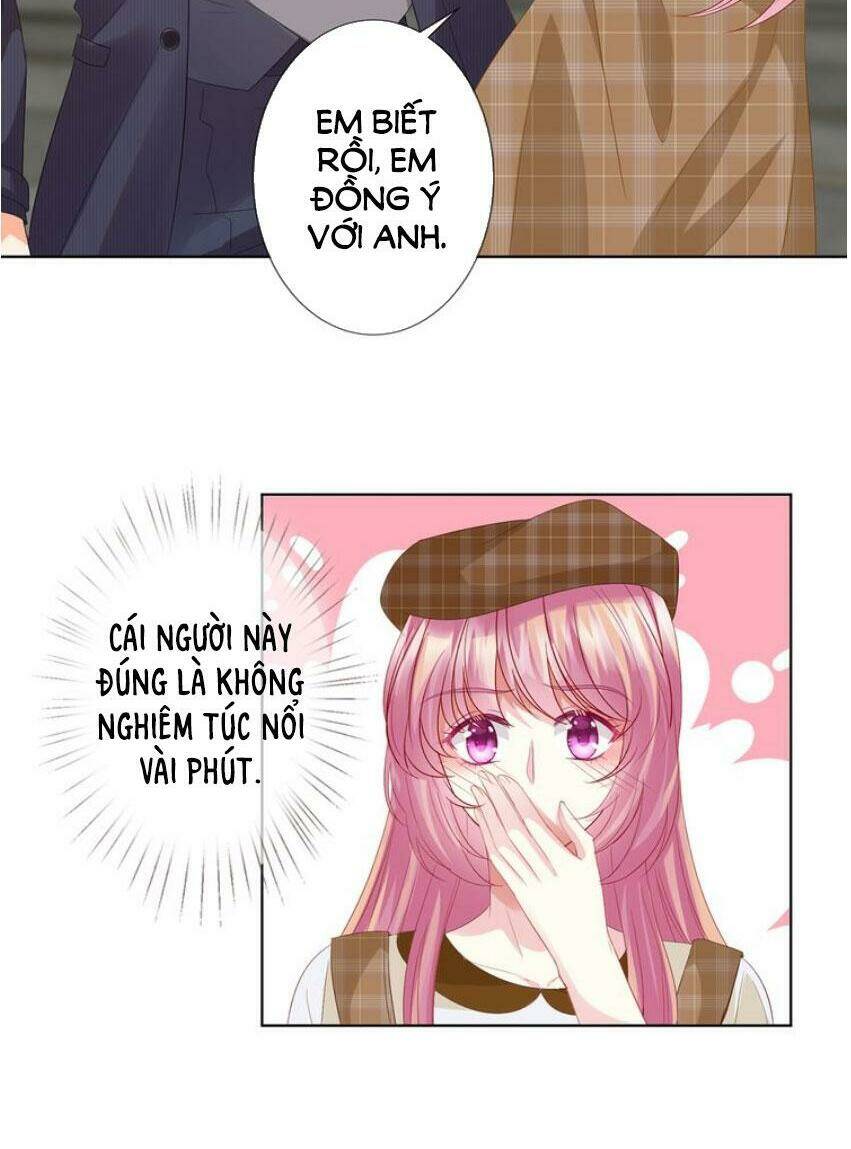 EM BIẾT
RỒI, EM
ĐỒNG Ý
VỚI ANH.
CÁI NGƯỜI NÀY
ĐÚNG LÀ KHÔNG
NGHIÊM TÚC NỔI
VÀI PHÚT.